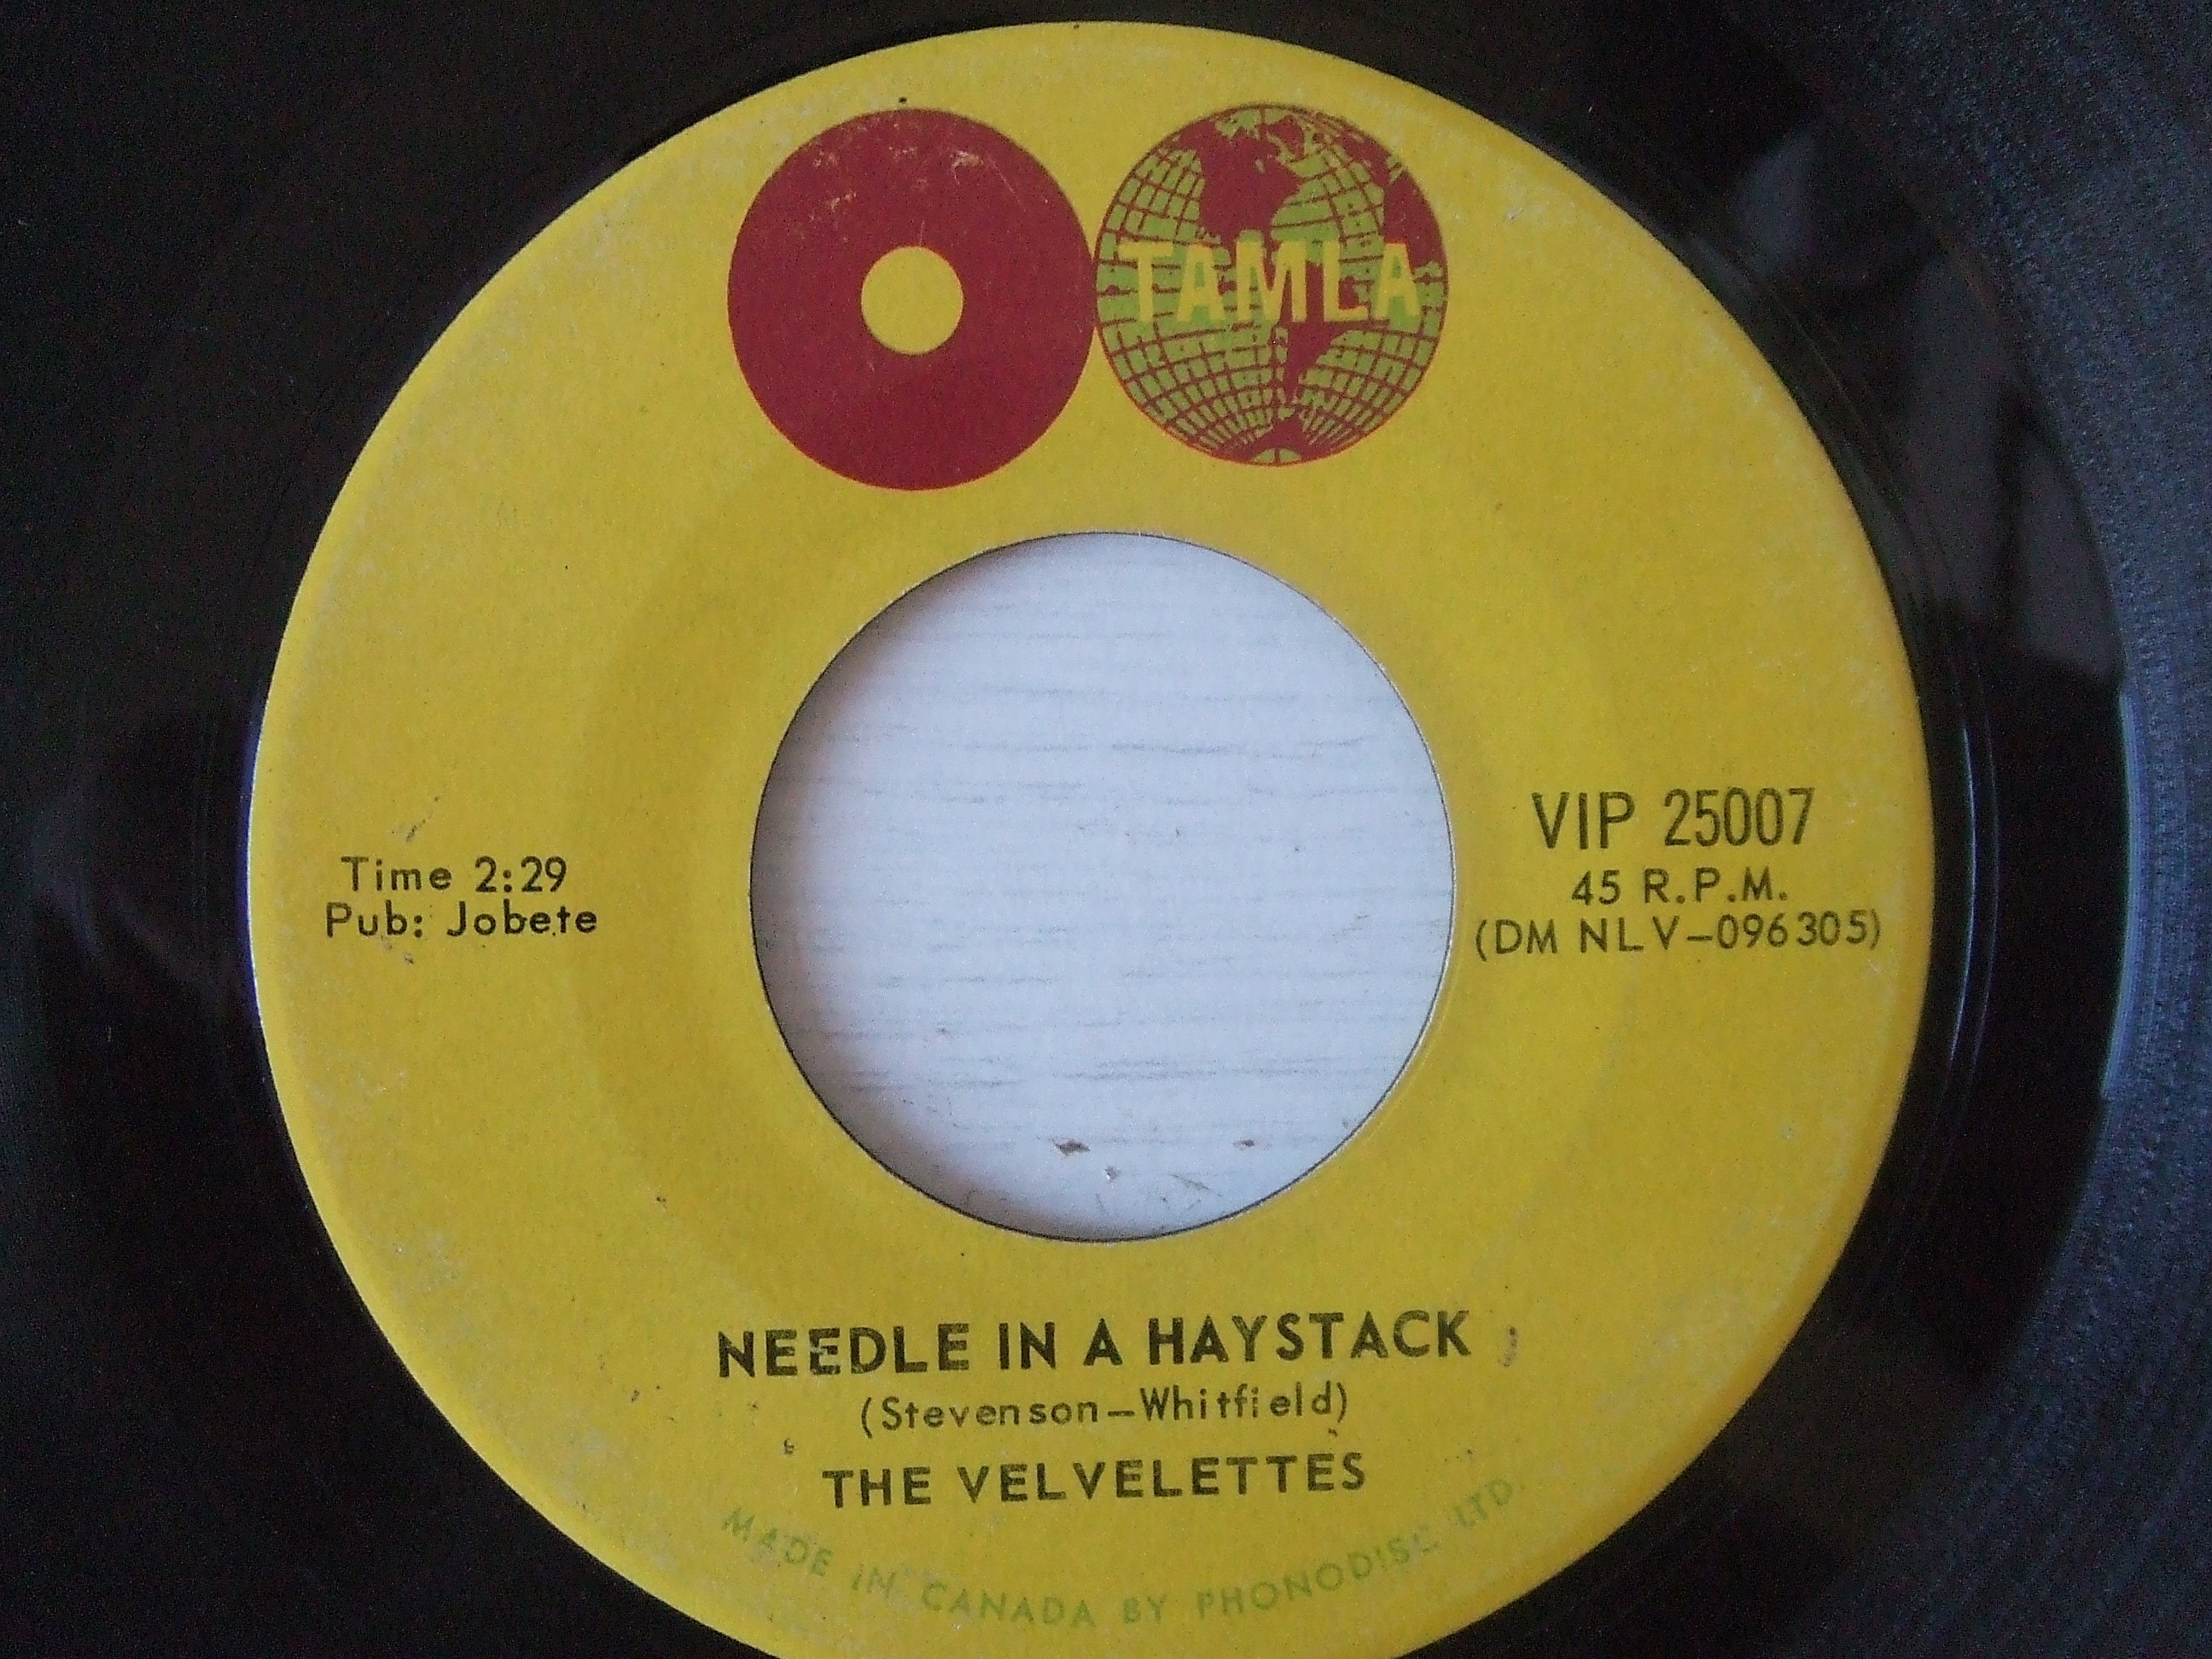 TAMLA
Time 2:29
Pub: Jobete
VIP 25007
45 R.P.M.
(DM NLV-096305)
NEEDLE IN A HAYSTACK
(Stevenson-Whitfield)
THE VELVELETTES
MADE IN CANADA BY PHONODISC LTD.